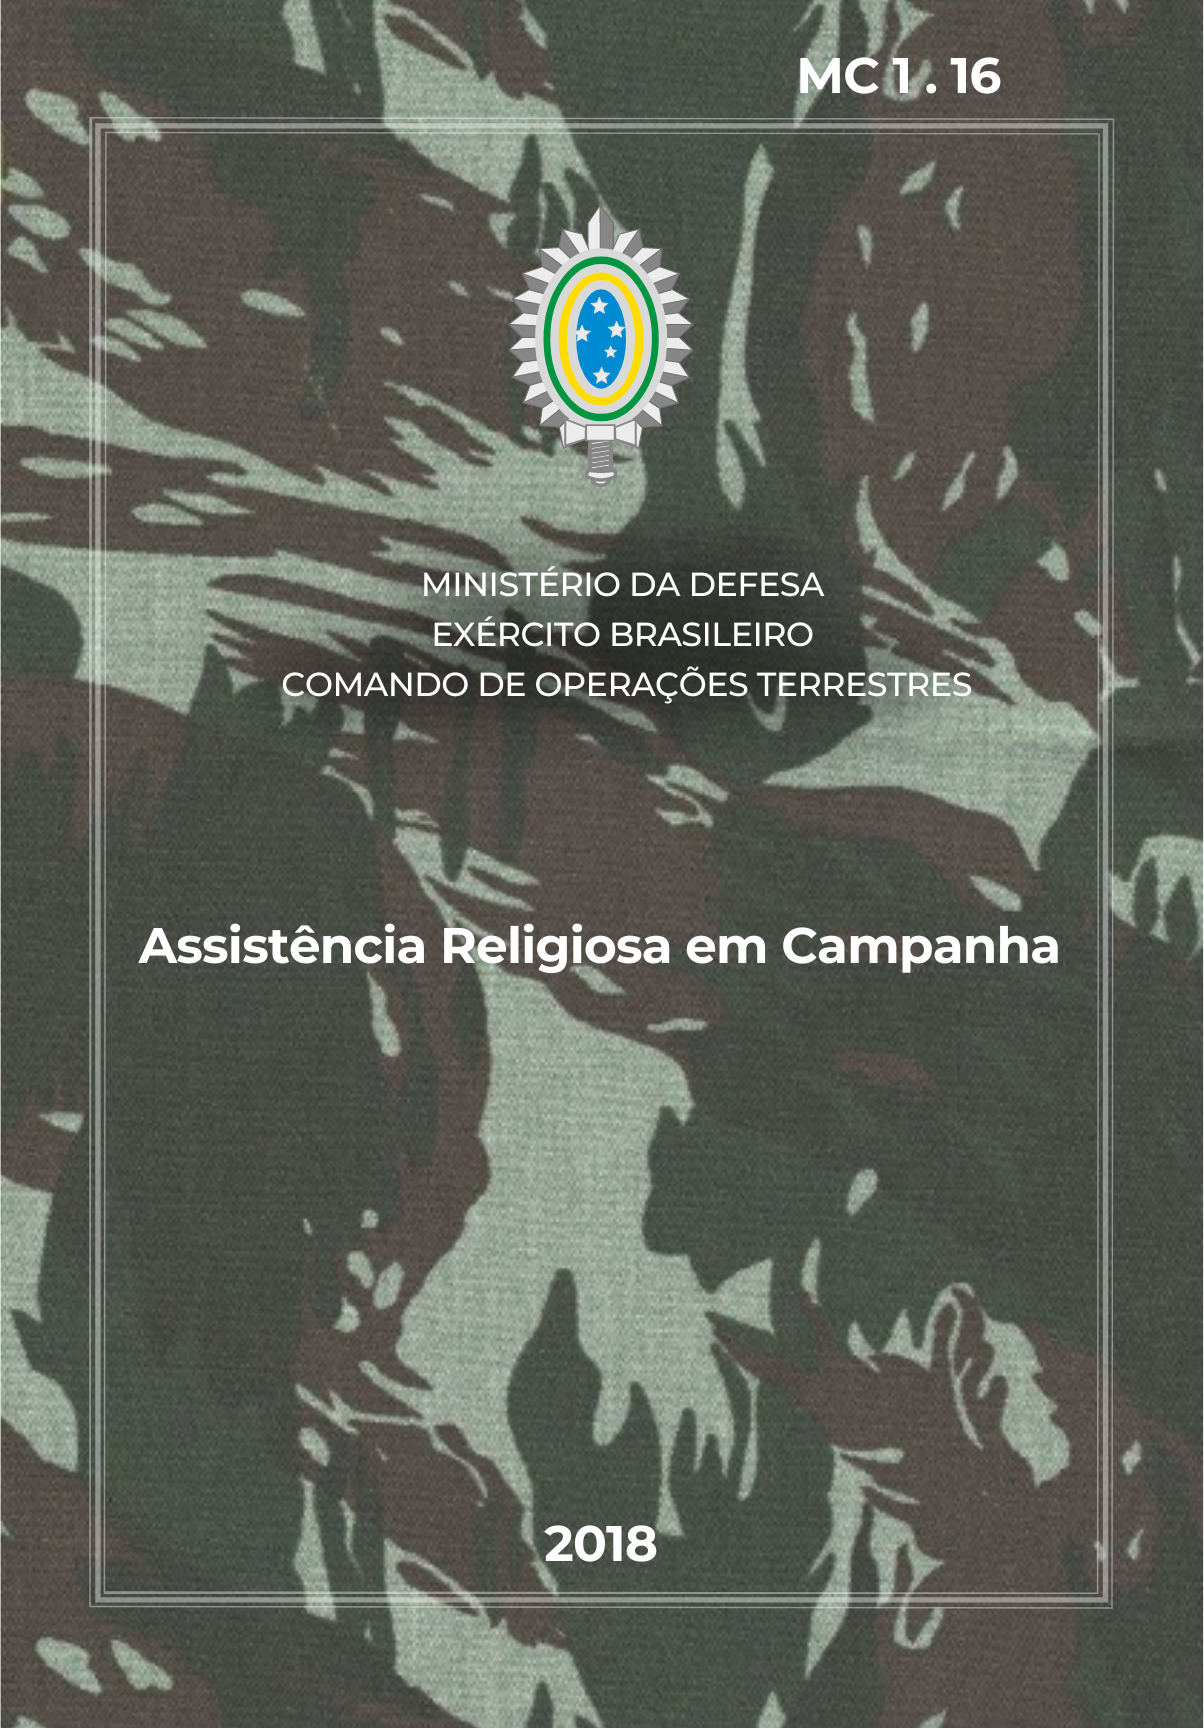 MC 1 . 16
MINISTÉRIO DA DEFESA
EXÉRCITO BRASILEIRO
COMANDO DE OPERAÇÕES TERRESTRES
Assistência Religiosa em Campanha
2018